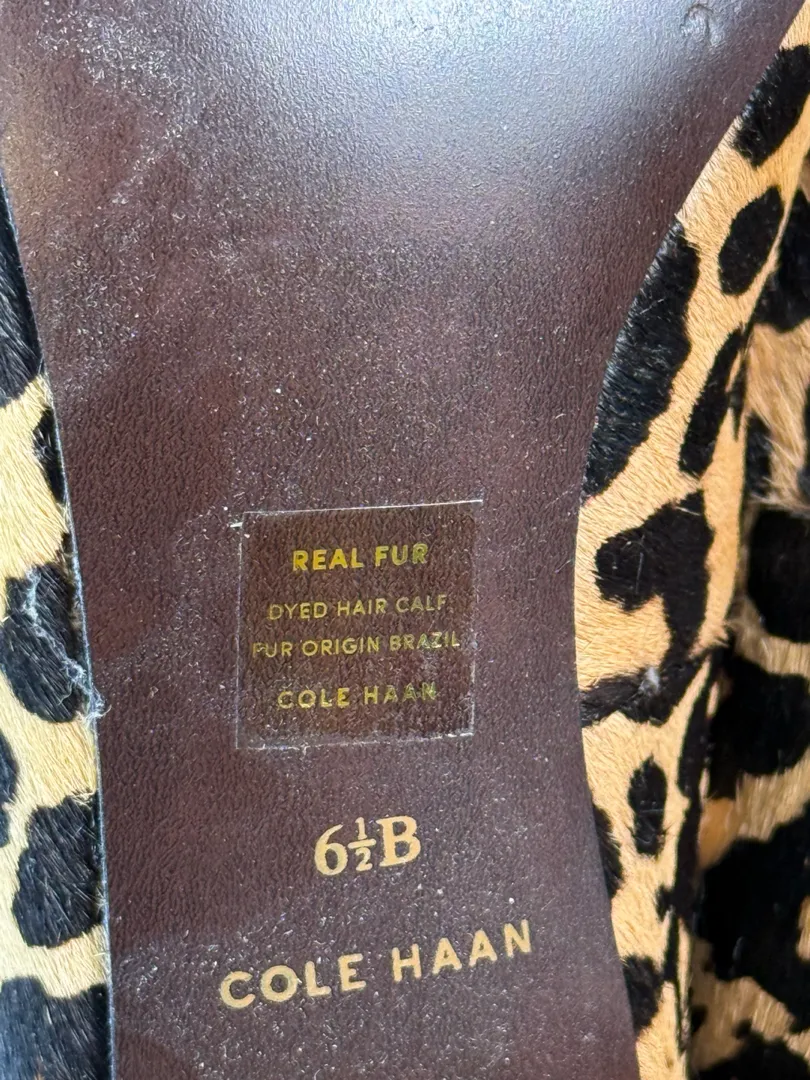 REAL FUR
DYED HAIR CALF.
FUR ORIGIN BRAZIL
COLE HAAN
6½B
COLE HAAN